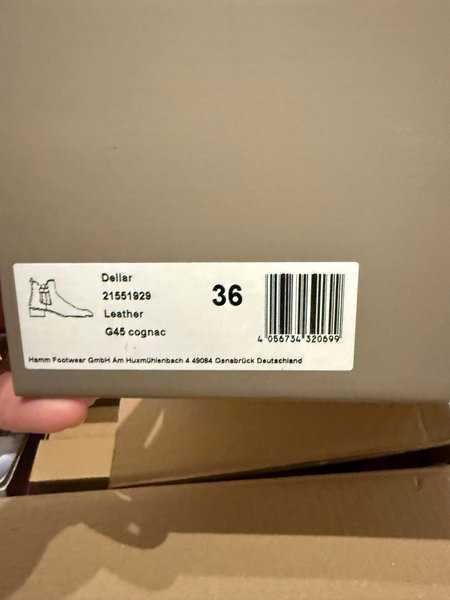 Dellar
21551929
Leather
G45 cognac
36
4 056734 320699
Hamm Footwear GmbH Am Huxmühlenbach 4 49084 Osnabrück Deutschland